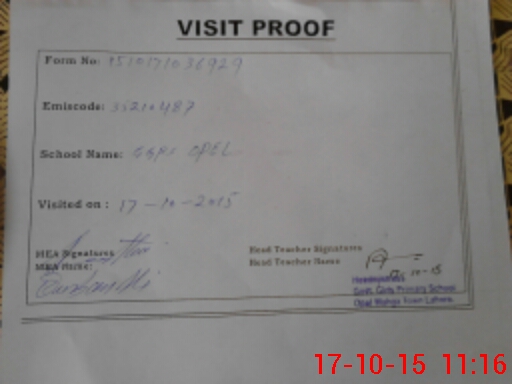 VISIT PROOF
Form No: 1510171036929
Emiscode: 35210487
School Name: GGPS OPEL
Visited on : 17-10-2015
MEA Signatures
MEA Name:
Head Teacher Signatures
Head Teacher Name
17-10-15
Headmistress
Govt. Girls Primary School
Lahore.
17-10-15 11:16